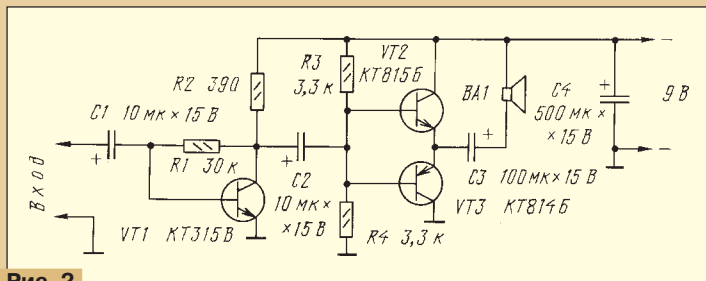 R3
3,3 к
VT2
КТ815Б
R2 390
C1 10 мк × 15 В
+
R1 30 к
+
C2
10 мк ×
× 15 В
VT1 КТ315В
Вход
R4 3,3 к
+
C3 100 мк × 15 В
VT3 КТ814Б
BA1
+
C4
500 мк ×
× 15 В
9 В
–
–
Рис. 2